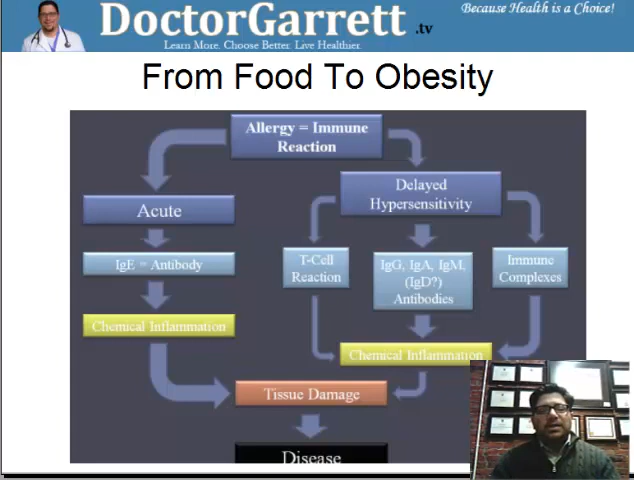 DoctorGarrett.tv
Because Health is a Choice!
Learn More. Choose Better. Live Healthier.
From Food To Obesity
Allergy = Immune
Reaction
Acute
Delayed
Hypersensitivity
IgE = Antibody
T-Cell
Reaction
IgG, IgA, IgM,
(IgD?)
Antibodies
Immune
Complexes
Chemical Inflammation
Chemical Inflammation
Tissue Damage
Disease